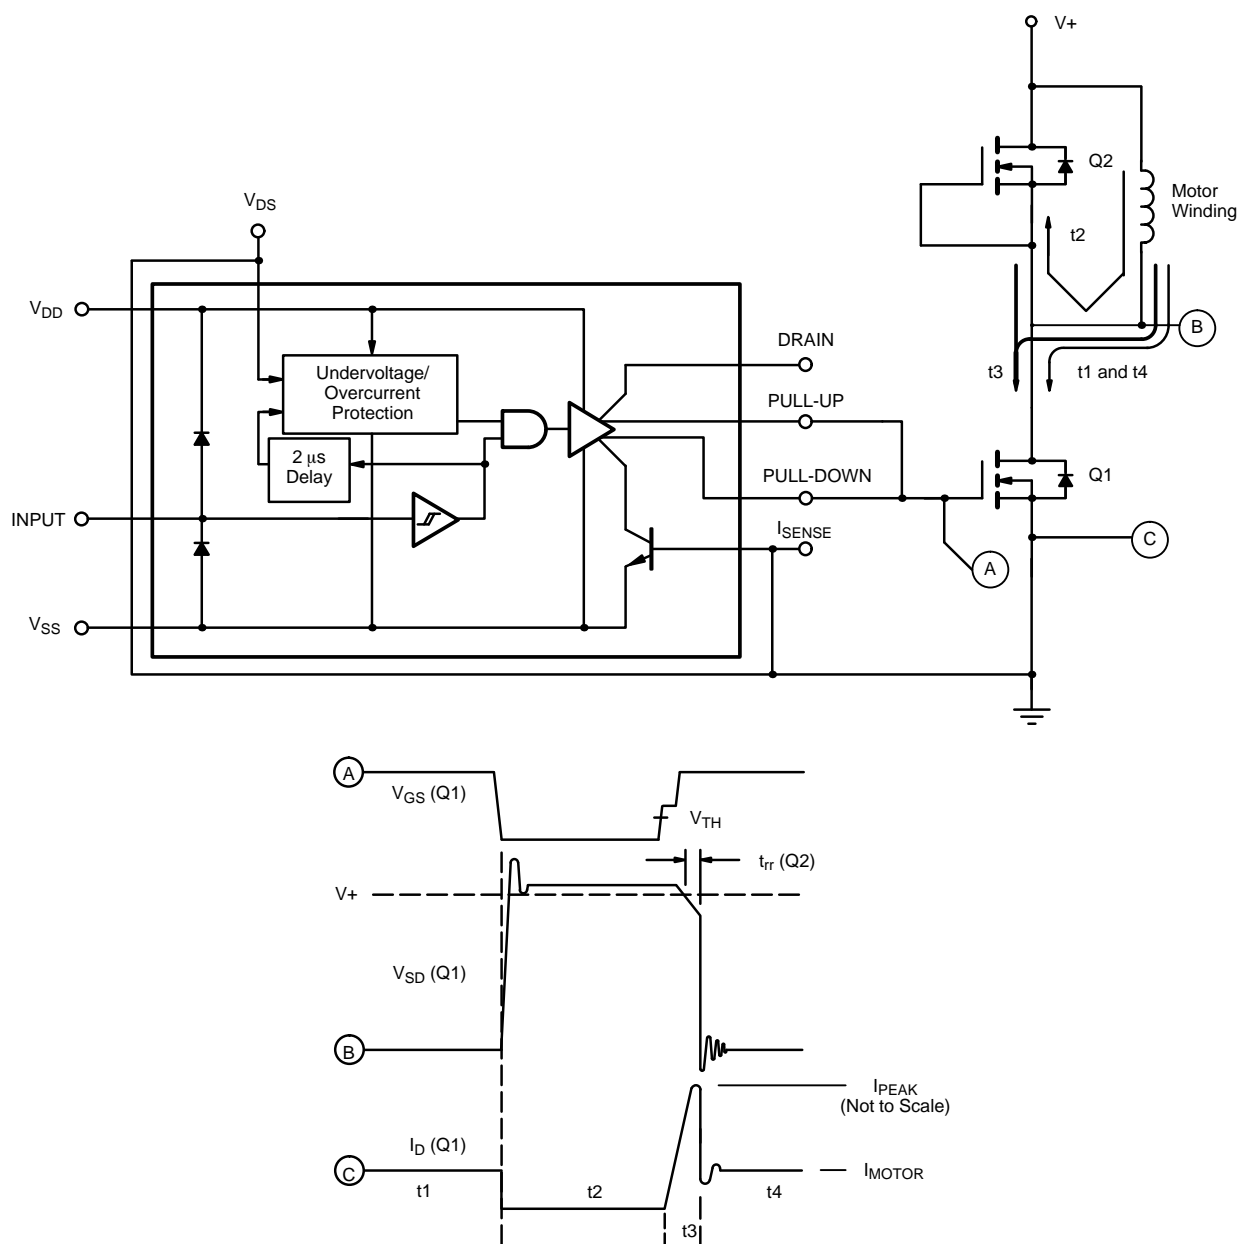 V+
Q2
Motor
Winding
t2
VDS
VDD
B
DRAIN
t3
t1 and t4
Undervoltage/
Overcurrent
Protection
PULL-UP
2 μs
Delay
PULL-DOWN
Q1
INPUT
ISENSE
C
A
VSS
A
VGS (Q1)
VTH
trr (Q2)
V+
VSD (Q1)
B
IPEAK
(Not to Scale)
ID (Q1)
C
IMOTOR
t1
t2
t4
t3